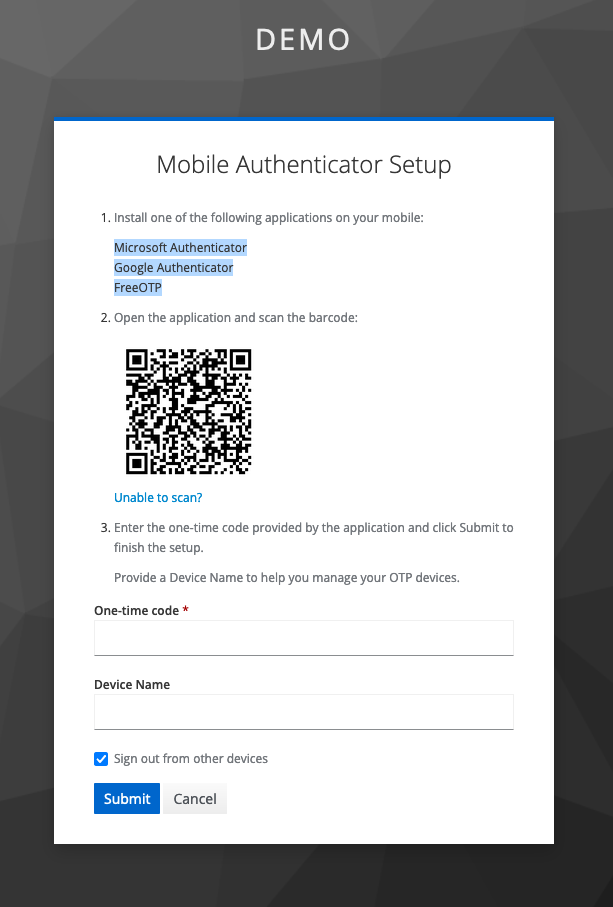 DEMO
Mobile Authenticator Setup
1. Install one of the following applications on your mobile:
Microsoft Authenticator
Google Authenticator
FreeOTP
2. Open the application and scan the barcode:
Unable to scan?
3. Enter the one-time code provided by the application and click Submit to
finish the setup.
Provide a Device Name to help you manage your OTP devices.
One-time code *
Device Name
Sign out from other devices
Submit Cancel